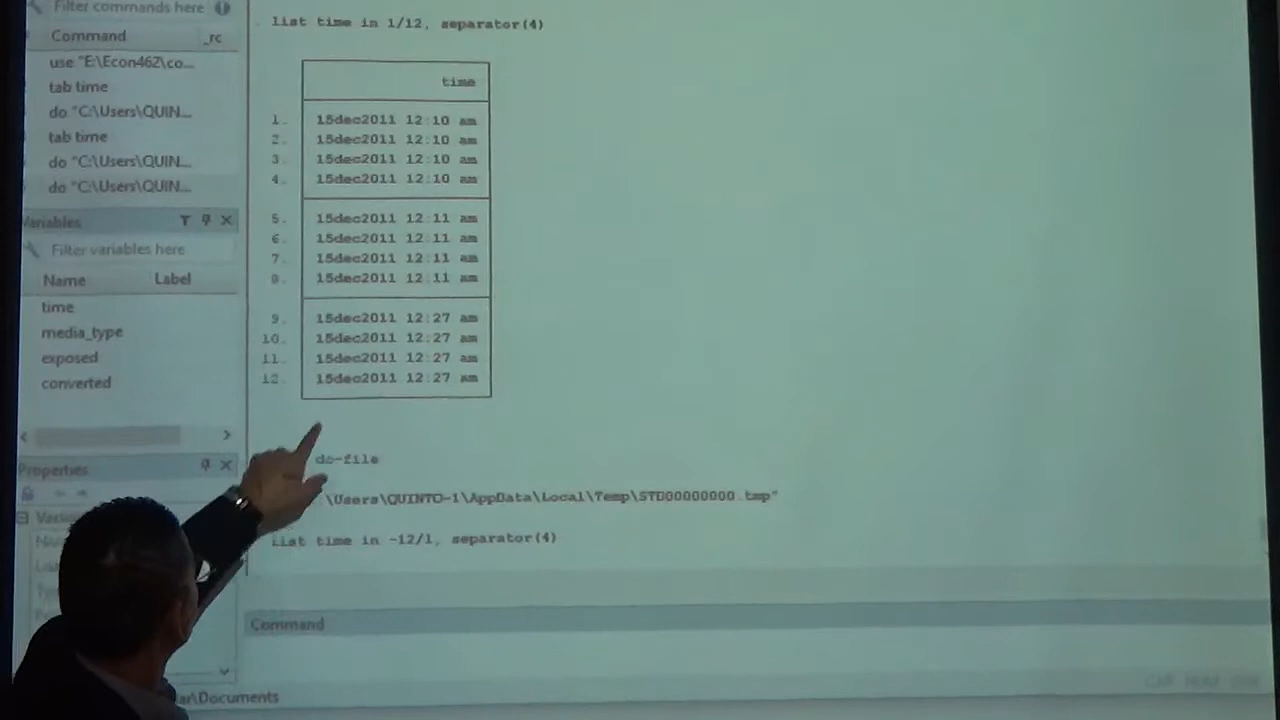 Filter commands here
Command _rc
use "E:\Econ462\co...
tab time
do "C:\Users\QUIN...
tab time
do "C:\Users\QUIN...
do "C:\Users\QUIN...
Variables
Filter variables here
Name Label
time
media_type
exposed
converted
Properties
. list time in 1/12, separator(4)
time
1. 15dec2011 12:10 am
2. 15dec2011 12:10 am
3. 15dec2011 12:10 am
4. 15dec2011 12:10 am
5. 15dec2011 12:11 am
6. 15dec2011 12:11 am
7. 15dec2011 12:11 am
8. 15dec2011 12:11 am
9. 15dec2011 12:27 am
10. 15dec2011 12:27 am
11. 15dec2011 12:27 am
12. 15dec2011 12:27 am
do-file
\Users\QUINTO~1\AppData\Local\Temp\STD00000000.tmp"
list time in -12/l, separator(4)
Command
ar\Documents